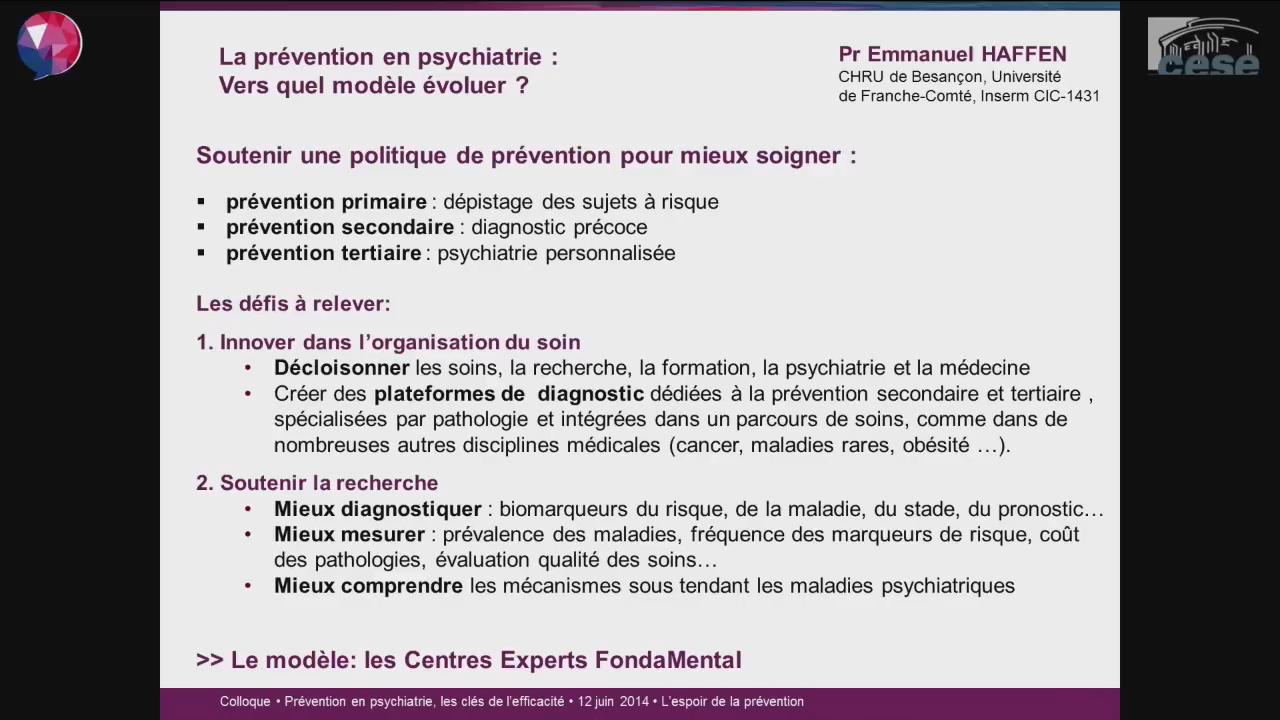 La prévention en psychiatrie :
Vers quel modèle évoluer ?
Pr Emmanuel HAFFEN
CHRU de Besançon, Université
de Franche-Comté, Inserm CIC-1431
cese
Soutenir une politique de prévention pour mieux soigner :
▪ prévention primaire : dépistage des sujets à risque
▪ prévention secondaire : diagnostic précoce
▪ prévention tertiaire : psychiatrie personnalisée
Les défis à relever:
1. Innover dans l’organisation du soin
• Décloisonner les soins, la recherche, la formation, la psychiatrie et la médecine
• Créer des plateformes de diagnostic dédiées à la prévention secondaire et tertiaire ,
spécialisées par pathologie et intégrées dans un parcours de soins, comme dans de
nombreuses autres disciplines médicales (cancer, maladies rares, obésité …).
2. Soutenir la recherche
• Mieux diagnostiquer : biomarqueurs du risque, de la maladie, du stade, du pronostic…
• Mieux mesurer : prévalence des maladies, fréquence des marqueurs de risque, coût
des pathologies, évaluation qualité des soins…
• Mieux comprendre les mécanismes sous tendant les maladies psychiatriques
>> Le modèle: les Centres Experts FondaMental
Colloque • Prévention en psychiatrie, les clés de l’efficacité • 12 juin 2014 • L’espoir de la prévention